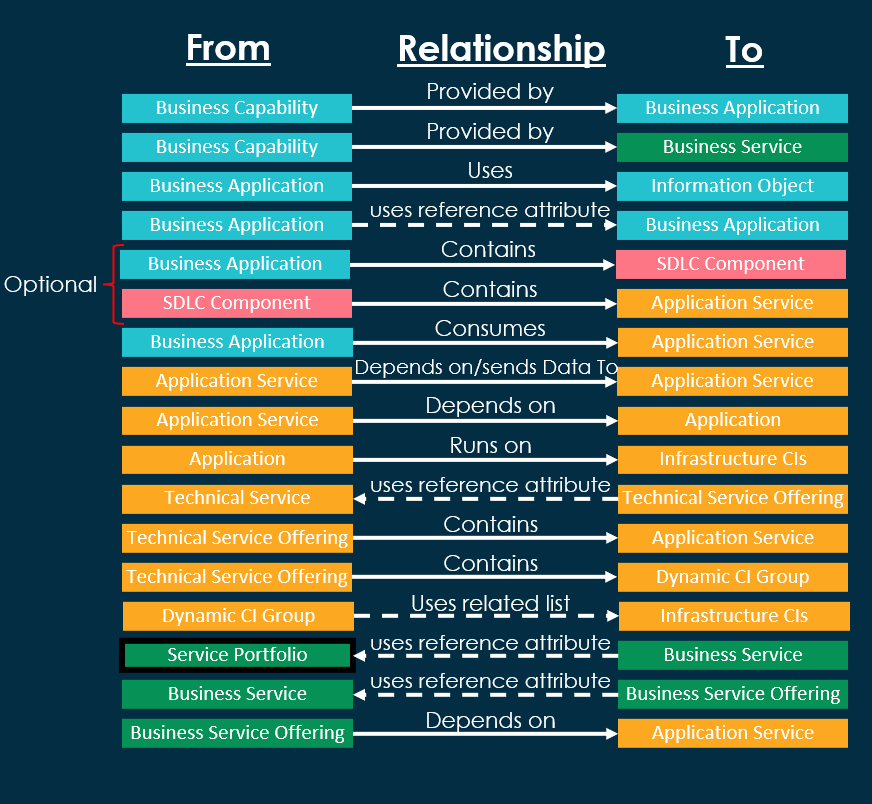 From Relationship To
Business Capability Provided by Business Application
Business Capability Provided by Business Service
Business Application Uses Information Object
Business Application uses reference attribute Business Application
Business Application Contains SDLC Component
Optional
SDLC Component Contains Application Service
Business Application Consumes Application Service
Application Service Depends on/sends Data To Application Service
Application Service Depends on Application
Application Runs on Infrastructure CIs
Technical Service uses reference attribute Technical Service Offering
Technical Service Offering Contains Application Service
Technical Service Offering Contains Dynamic CI Group
Dynamic CI Group Uses related list Infrastructure CIs
Service Portfolio uses reference attribute Business Service
Business Service uses reference attribute Business Service Offering
Business Service Offering Depends on Application Service